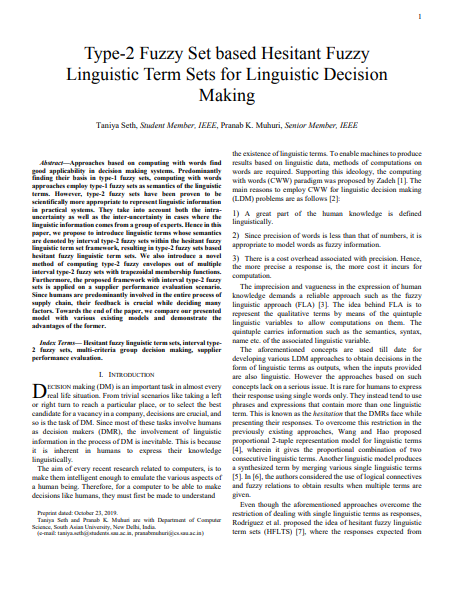 1
Type-2 Fuzzy Set based Hesitant Fuzzy
Linguistic Term Sets for Linguistic Decision
Making
Taniya Seth, Student Member, IEEE, Pranab K. Muhuri, Senior Member, IEEE
Abstract—Approaches based on computing with words find
good applicability in decision making systems. Predominantly
finding their basis in type-1 fuzzy sets, computing with words
approaches employ type-1 fuzzy sets as semantics of the linguistic
terms. However, type-2 fuzzy sets have been proven to be
scientifically more appropriate to represent linguistic information
in practical systems. They take into account both the intra-
uncertainty as well as the inter-uncertainty in cases where the
linguistic information comes from a group of experts. Hence in this
paper, we propose to introduce linguistic terms whose semantics
are denoted by interval type-2 fuzzy sets within the hesitant fuzzy
linguistic term set framework, resulting in type-2 fuzzy sets based
hesitant fuzzy linguistic term sets. We also introduce a novel
method of computing type-2 fuzzy envelopes out of multiple
interval type-2 fuzzy sets with trapezoidal membership functions.
Furthermore, the proposed framework with interval type-2 fuzzy
sets is applied on a supplier performance evaluation scenario.
Since humans are predominantly involved in the entire process of
supply chain, their feedback is crucial while deciding many
factors. Towards the end of the paper, we compare our presented
model with various existing models and demonstrate the
advantages of the former.
Index Terms— Hesitant fuzzy linguistic term sets, interval type-
2 fuzzy sets, multi-criteria group decision making, supplier
performance evaluation.
I. INTRODUCTION
DECISION making (DM) is an important task in almost every
real life situation. From trivial scenarios like taking a left
or right turn to reach a particular place, or to select the best
candidate for a vacancy in a company, decisions are crucial, and
so is the task of DM. Since most of these tasks involve humans
as decision makers (DMR), the involvement of linguistic
information in the process of DM is inevitable. This is because
it is inherent in humans to express their knowledge
linguistically.
The aim of every recent research related to computers, is to
make them intelligent enough to emulate the various aspects of
a human being. Therefore, for a computer to be able to make
decisions like humans, they must first be made to understand
Preprint dated: October 23, 2019.
Taniya Seth and Pranab K. Muhuri are with Department of Computer
Science, South Asian University, New Delhi, India.
(e-mail: taniya.seth@students.sau.ac.in, pranabmuhuri@cs.sau.ac.in)
the existence of linguistic terms. To enable machines to produce
results based on linguistic data, methods of computations on
words are required. Supporting this ideology, the computing
with words (CWW) paradigm was proposed by Zadeh [1]. The
main reasons to employ CWW for linguistic decision making
(LDM) problems are as follows [2]:
1) A great part of the human knowledge is defined
linguistically.
2) Since precision of words is less than that of numbers, it is
appropriate to model words as fuzzy information.
3) There is a cost overhead associated with precision. Hence,
the more precise a response is, the more cost it incurs for
computation.
The imprecision and vagueness in the expression of human
knowledge demands a reliable approach such as the fuzzy
linguistic approach (FLA) [3]. The idea behind FLA is to
represent the qualitative terms by means of the quintuple
linguistic variables to allow computations on them. The
quintuple carries information such as the semantics, syntax,
name etc. of the associated linguistic variable.
The aforementioned concepts are used till date for
developing various LDM approaches to obtain decisions in the
form of linguistic terms as outputs, when the inputs provided
are also linguistic. However the approaches based on such
concepts lack on a serious issue. It is rare for humans to express
their response using single words only. They instead tend to use
phrases and expressions that contain more than one linguistic
term. This is known as the hesitation that the DMRs face while
presenting their responses. To overcome this restriction in the
previously existing approaches, Wang and Hao proposed
proportional 2-tuple representation model for linguistic terms
[4], wherein it gives the proportional combination of two
consecutive linguistic terms. Another linguistic model produces
a synthesized term by merging various single linguistic terms
[5]. In [6], the authors considered the use of logical connectives
and fuzzy relations to obtain results when multiple terms are
given.
Even though the aforementioned approaches overcome the
restriction of dealing with single linguistic terms as responses,
Rodríguez et al. proposed the idea of hesitant fuzzy linguistic
term sets (HFLTS) [7], where the responses expected from